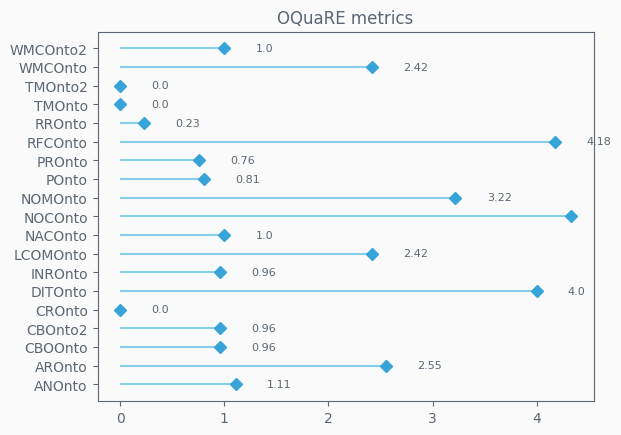 OQuaRE metrics
WMCOnto2 1.0
WMCOnto 2.42
TMOnto2 0.0
TMOnto 0.0
RROnto 0.23
RFCOnto 4.18
PROnto 0.76
POnto 0.81
NOMOnto 3.22
NOCOnto
NACOnto 1.0
LCOMOnto 2.42
INROnto 0.96
DITOnto 4.0
CROnto 0.0
CBOnto2 0.96
CBOOnto 0.96
AROnto 2.55
ANOnto 1.11
0 1 2 3 4